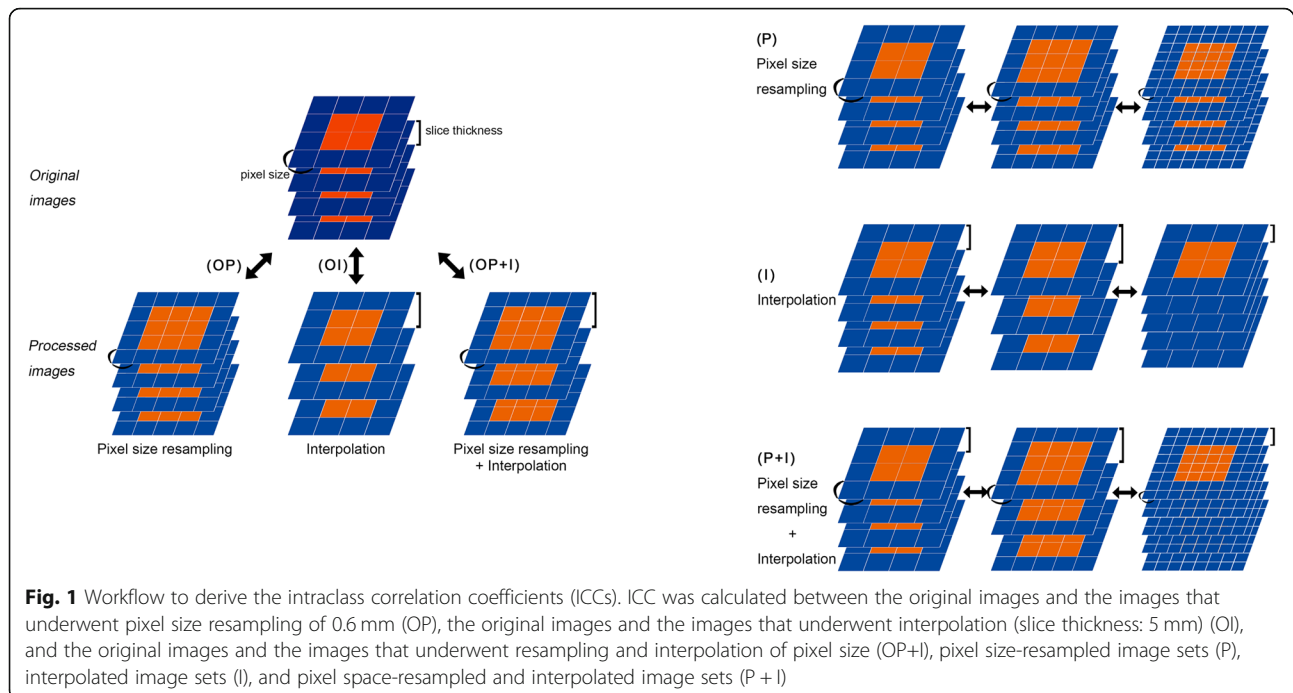 Original
images
slice thickness
pixel size
(OP)
(OI)
(OP+I)
Processed
images
Pixel size resampling
Interpolation
Pixel size resampling
+ Interpolation
(P)
Pixel size
resampling
(I)
Interpolation
(P+I)
Pixel size
resampling
+
Interpolation
Fig. 1 Workflow to derive the intraclass correlation coefficients (ICCs). ICC was calculated between the original images and the images that
underwent pixel size resampling of 0.6 mm (OP), the original images and the images that underwent interpolation (slice thickness: 5 mm) (OI),
and the original images and the images that underwent resampling and interpolation of pixel size (OP+I), pixel size-resampled image sets (P),
interpolated image sets (I), and pixel space-resampled and interpolated image sets (P + I)